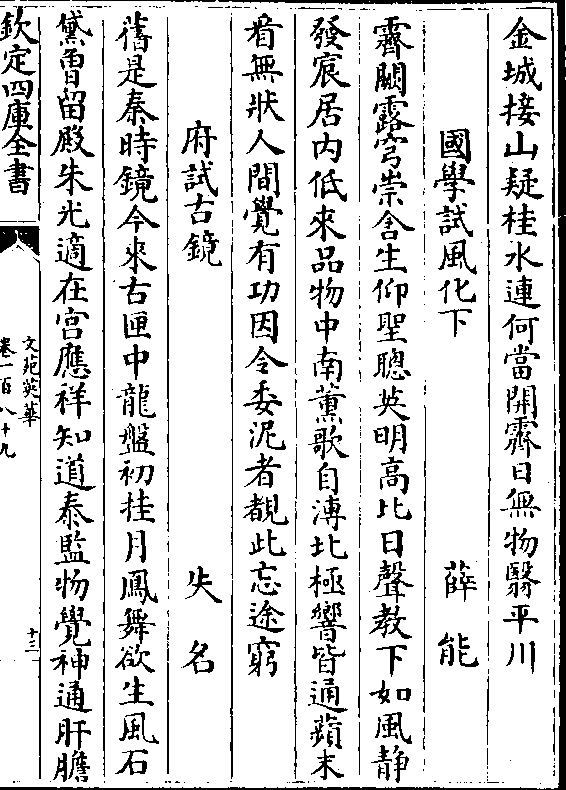 金城接山疑桂水連何當開霽日無物翳平川
國學試風化下 薛能
霽闕露穹崇含生仰聖聰英明高比日聲教下如風静
發宸居内低來品物中南薰歌自溥北極響皆通蘋末
看無狀人間覺有功因令委泥者覩此忘途窮
府試古鏡 失名
舊是秦時鏡今來古匣中龍盤初挂月鳳舞欲生風石
黛曾留殿朱光適在宫應祥知道泰監物覺神通肝膽
欽定四庫全書
文苑英華
卷一百八十九
十三